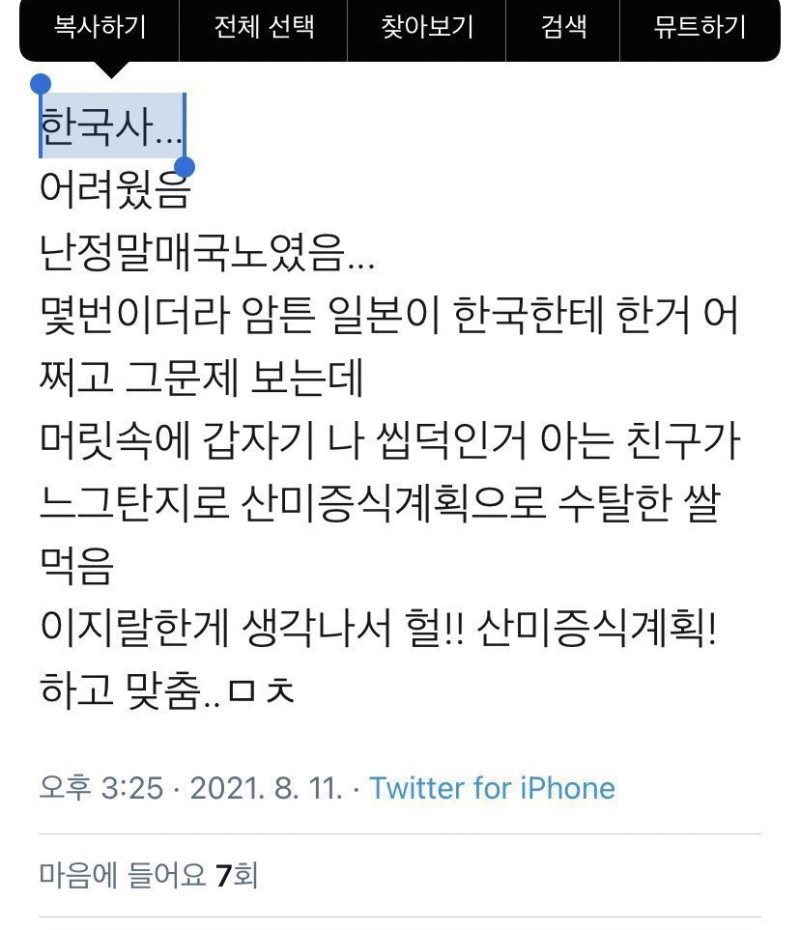 복사하기 전체 선택 찾아보기 검색 뮤트하기
한국사...
어려웠음
난정말매국노였음...
몇번이더라 암튼 일본이 한국한테 한거 어
쩌고 그문제 보는데
머릿속에 갑자기 나 씹덕인거 아는 친구가
느그탄지로 산미증식계획으로 수탈한 쌀
먹음
이지랄한게 생각나서 헐!! 산미증식계획!
하고 맞춤..ㅁㅊ
오후 3:25 · 2021. 8. 11. · Twitter for iPhone
마음에 들어요 7회